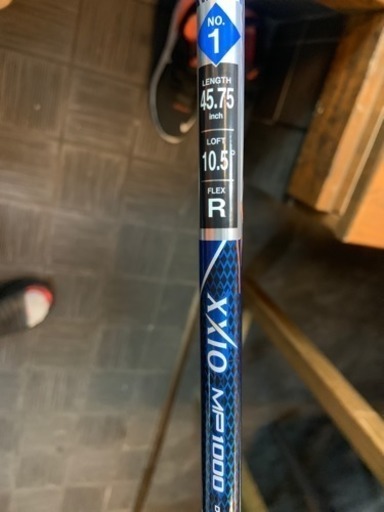 NO.
1
LENGTH
45.75
inch
LOFT
10.5°
FLEX
R
XXIO MP1000